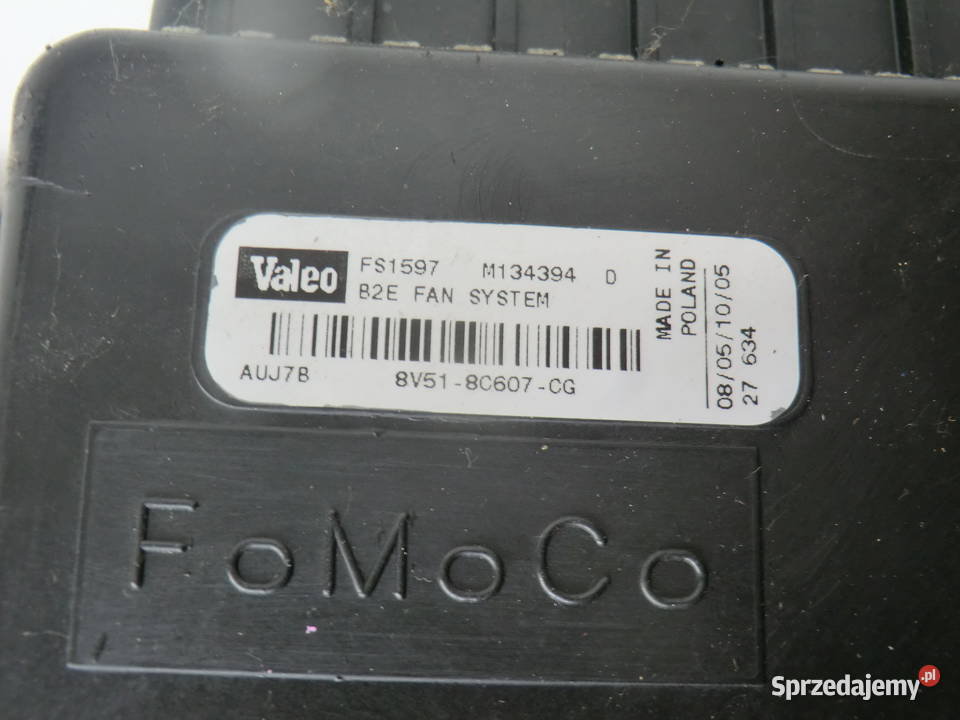 Valeo
FS1597 M134394 D
B2E FAN SYSTEM
AUJ7B 8V51-8C607-CG
MADE IN
POLAND
08/05/10/05
27 634
FoMoCo
Sprzedajemy.pl